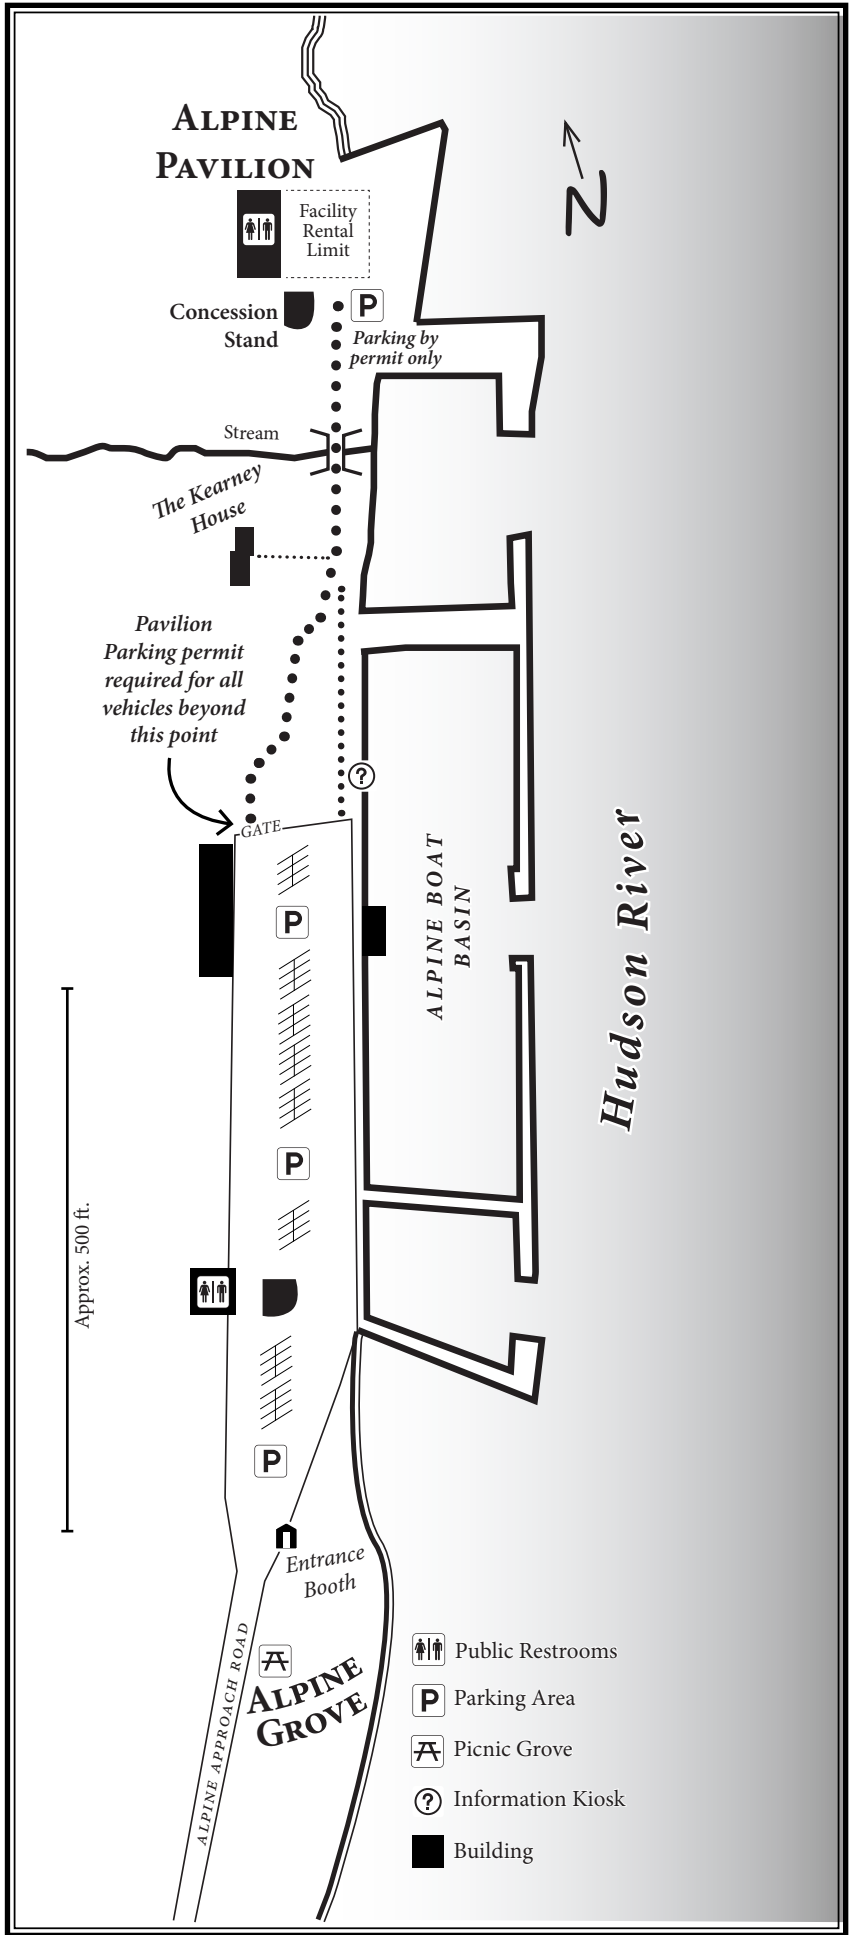 N
ALPINE
PAVILION
Facility
Rental
Limit
Concession
Stand
P
Parking by
permit only
Stream
The Kearney
House
Pavilion
Parking permit
required for all
vehicles beyond
this point
?
GATE
P
ALPINE BOAT
BASIN
Hudson River
P
Approx. 500 ft.
P
Entrance
Booth
ALPINE APPROACH ROAD
ALPINE
GROVE
Public Restrooms
P Parking Area
Picnic Grove
? Information Kiosk
Building